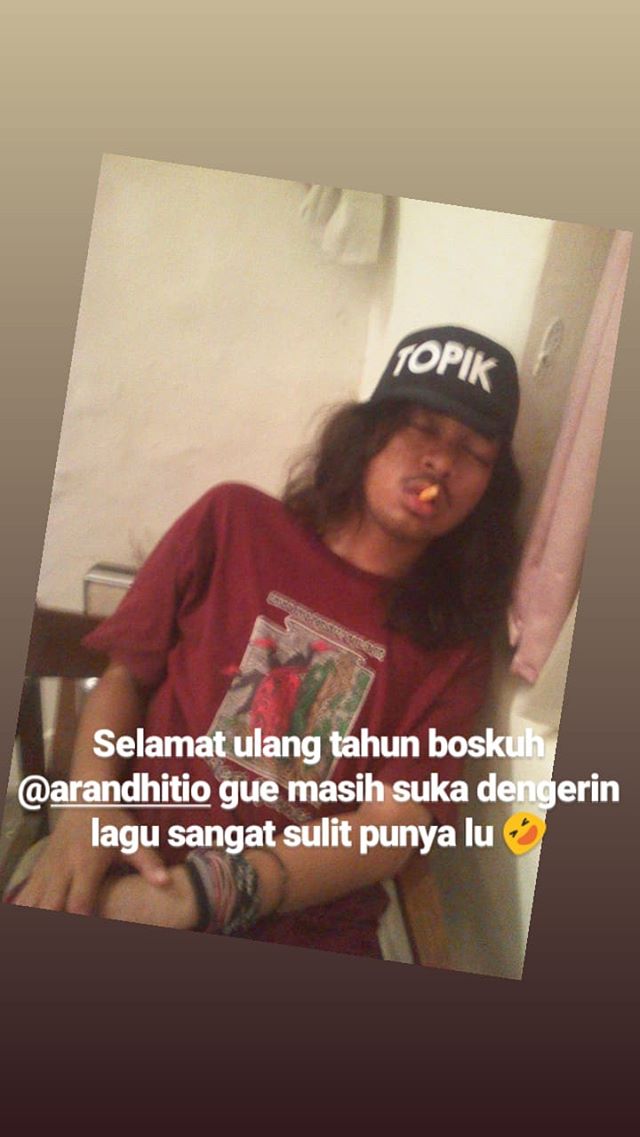 TOPIK
Selamat ulang tahun boskuh
@arandhitio gue masih suka dengerin
lagu sangat sulit punya lu 🤣